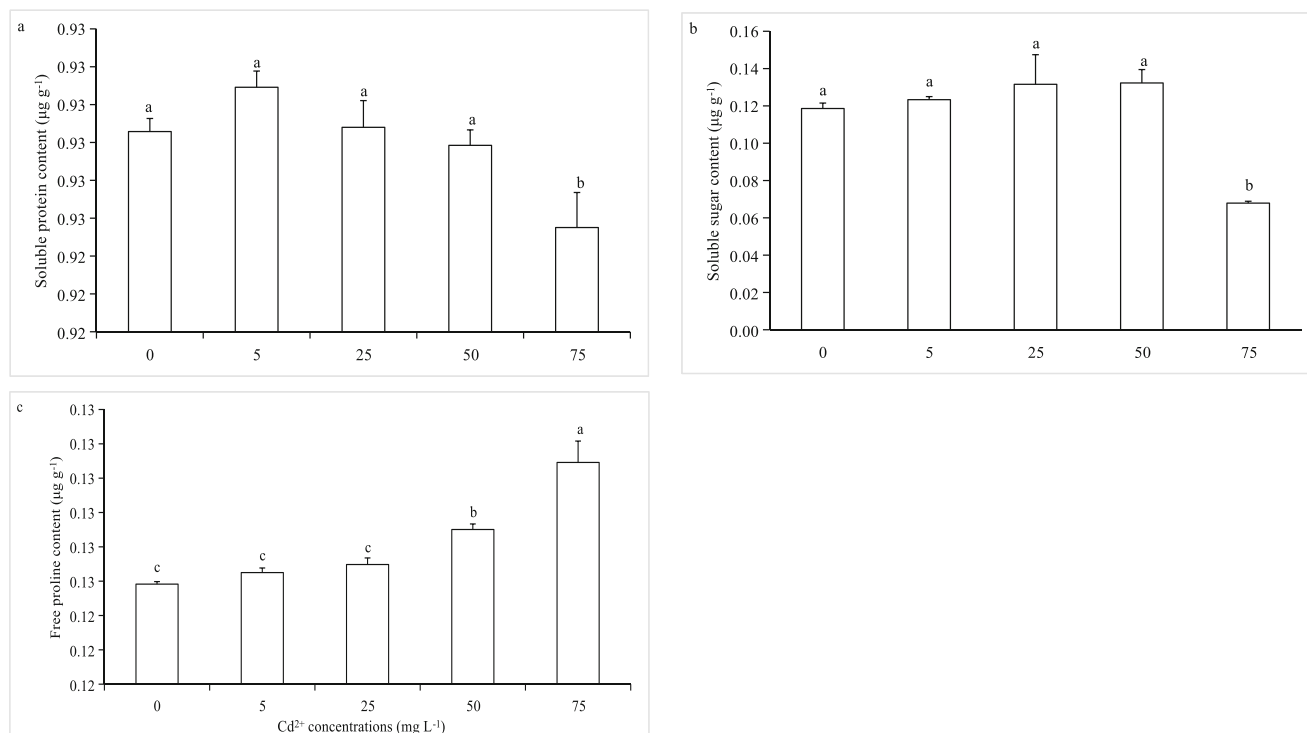 a
Soluble protein content (μg g⁻¹)
0.93
0.93
0.93
0.93
0.93
0.93
0.92
0.92
0.92
a
a
a
a
b
0
5
25
50
75
b
Soluble sugar content (μg g⁻¹)
0.16
0.14
0.12
0.10
0.08
0.06
0.04
0.02
0.00
a
a
a
a
b
0
5
25
50
75
c
Free proline content (μg g⁻¹)
0.13
0.13
0.13
0.13
0.13
0.13
0.12
0.12
0.12
c
c
c
b
a
0
5
25
50
75
Cd²⁺ concentrations (mg L⁻¹)